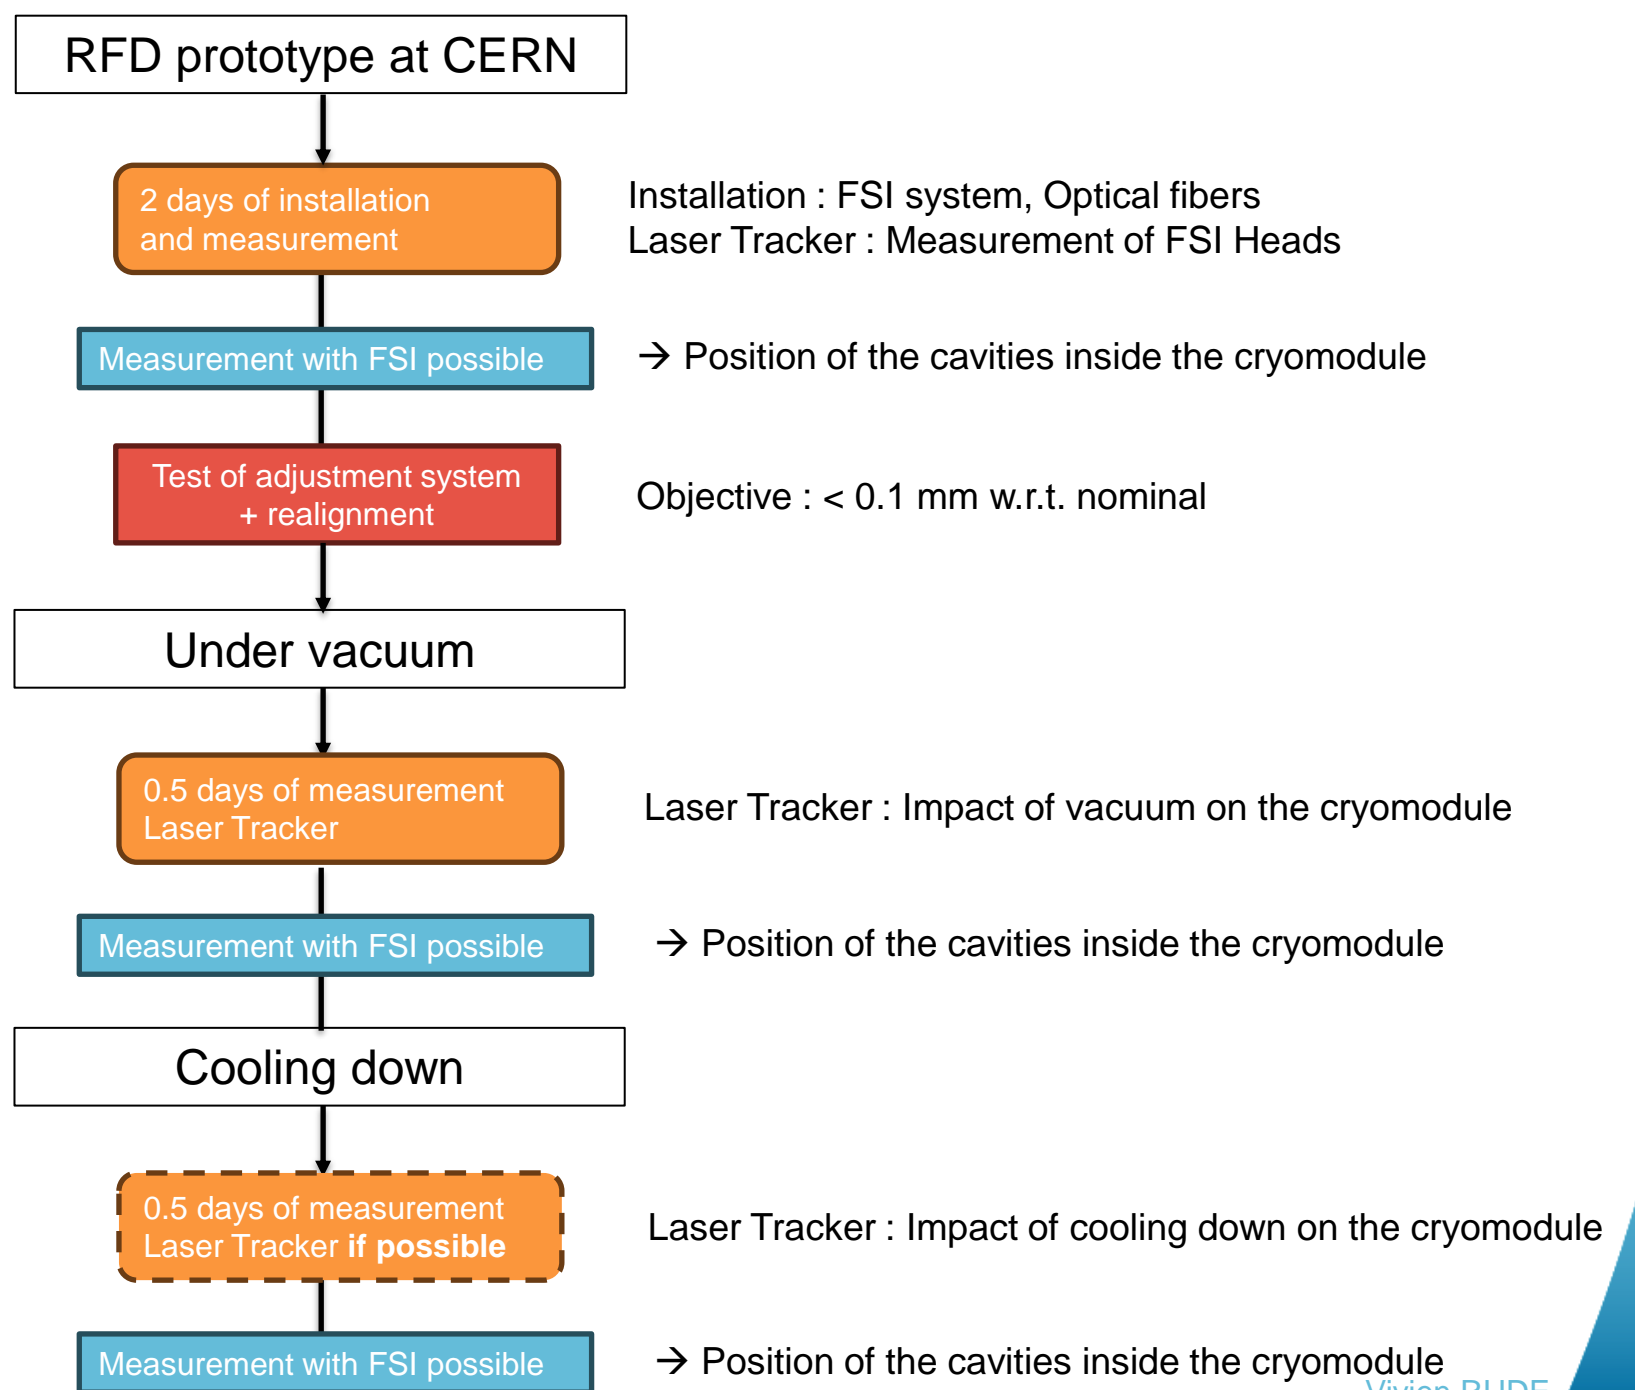 RFD prototype at CERN
2 days of installation
and measurement
Installation : FSI system, Optical fibers
Laser Tracker : Measurement of FSI Heads
Measurement with FSI possible
→ Position of the cavities inside the cryomodule
Test of adjustment system
+ realignment
Objective : < 0.1 mm w.r.t. nominal
Under vacuum
0.5 days of measurement
Laser Tracker
Laser Tracker : Impact of vacuum on the cryomodule
Measurement with FSI possible
→ Position of the cavities inside the cryomodule
Cooling down
0.5 days of measurement
Laser Tracker if possible
Laser Tracker : Impact of cooling down on the cryomodule
Measurement with FSI possible
→ Position of the cavities inside the cryomodule
Vivien